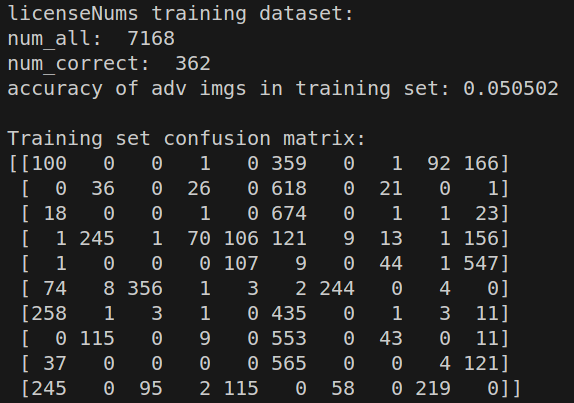 licenseNums training dataset:
num_all:  7168
num_correct:  362
accuracy of adv imgs in training set: 0.050502

Training set confusion matrix:
[[100   0   0   1   0 359   0   1  92 166]
 [  0  36   0  26   0 618   0  21   0   1]
 [ 18   0   0   1   0 674   0   1   1  23]
 [  1 245   1  70 106 121   9  13   1 156]
 [  1   0   0   0 107   9   0  44   1 547]
 [ 74   8 356   1   3   2 244   0   4   0]
 [258   1   3   1   0 435   0   1   3  11]
 [  0 115   0   9   0 553   0  43   0  11]
 [ 37   0   0   0   0 565   0   0   4 121]
 [245   0  95   2 115   0  58   0 219   0]]